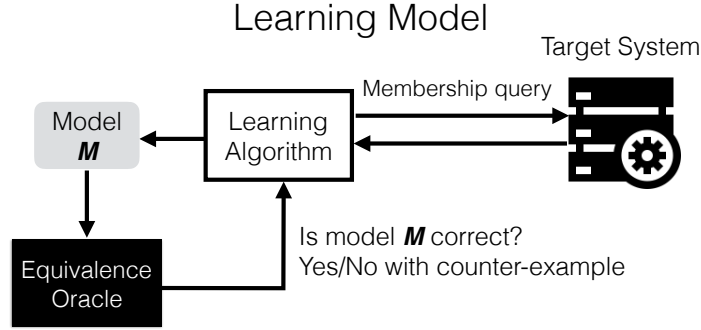 Learning Model
Target System
Membership query
Model
M
Learning
Algorithm
Is model M correct?
Yes/No with counter-example
Equivalence
Oracle